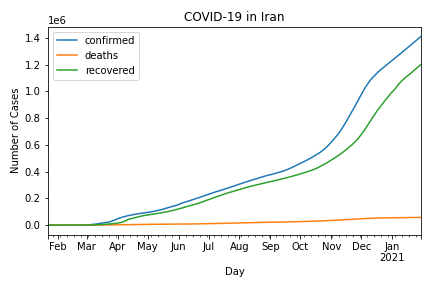 COVID-19 in Iran
1e6
confirmed
deaths
recovered
1.4
1.2
1.0
0.8
0.6
0.4
0.2
0.0
Number of Cases
Feb Mar Apr May Jun Jul Aug Sep Oct Nov Dec Jan
2021
Day